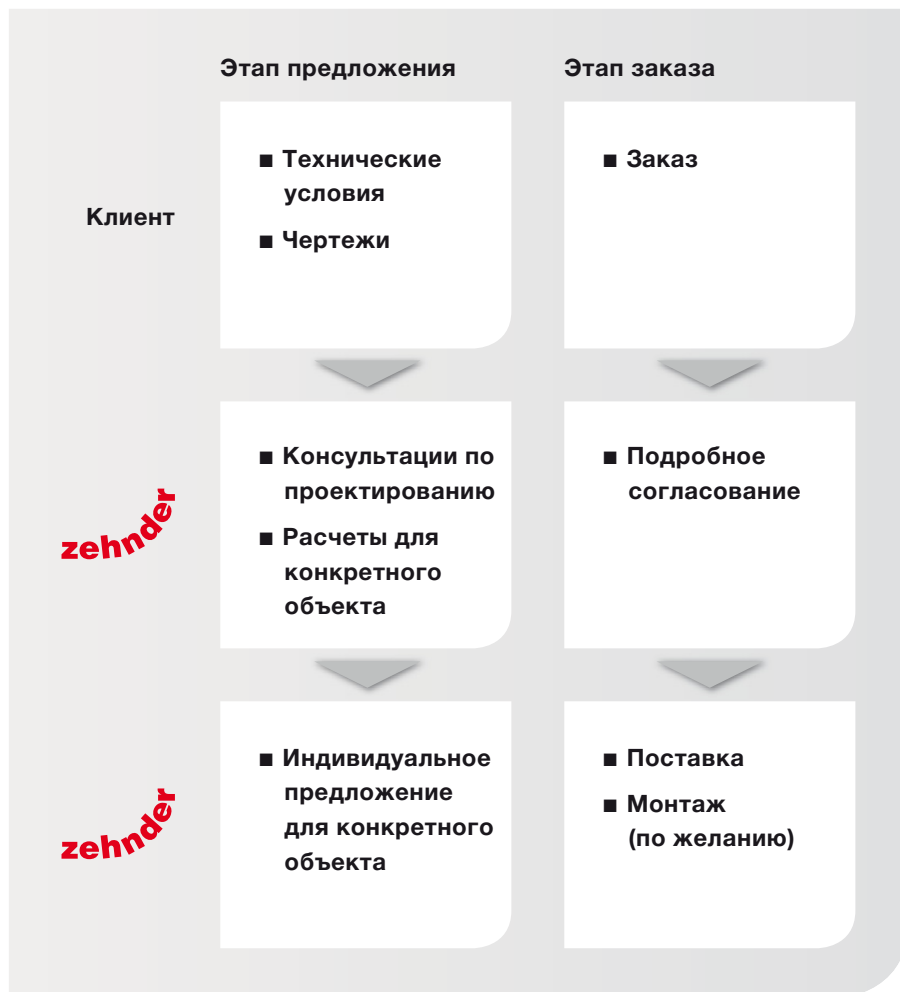 Этап предложения
Этап заказа
Клиент
■ Технические
условия
■ Чертежи
■ Заказ
zehnder
■ Консультации по
проектированию
■ Расчеты для
конкретного
объекта
■ Подробное
согласование
zehnder
■ Индивидуальное
предложение
для конкретного
объекта
■ Поставка
■ Монтаж
(по желанию)